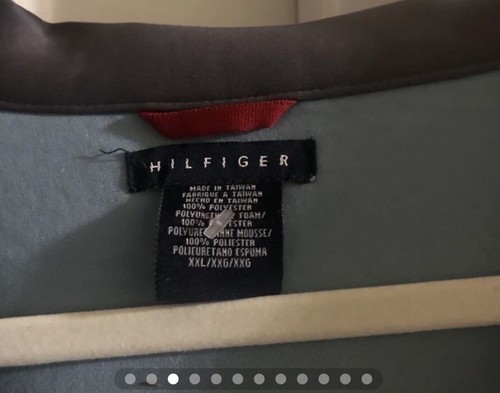 HILFIGER
MADE IN TAIWAN
FABRIQUE A TAIWAN
HECHO EN TAIWAN
100% POLYESTER
FOAM/
100%
MOUSSE/
100% POLIESTER
POLIURETANO ESPUMA
XXL/XXG/XXG